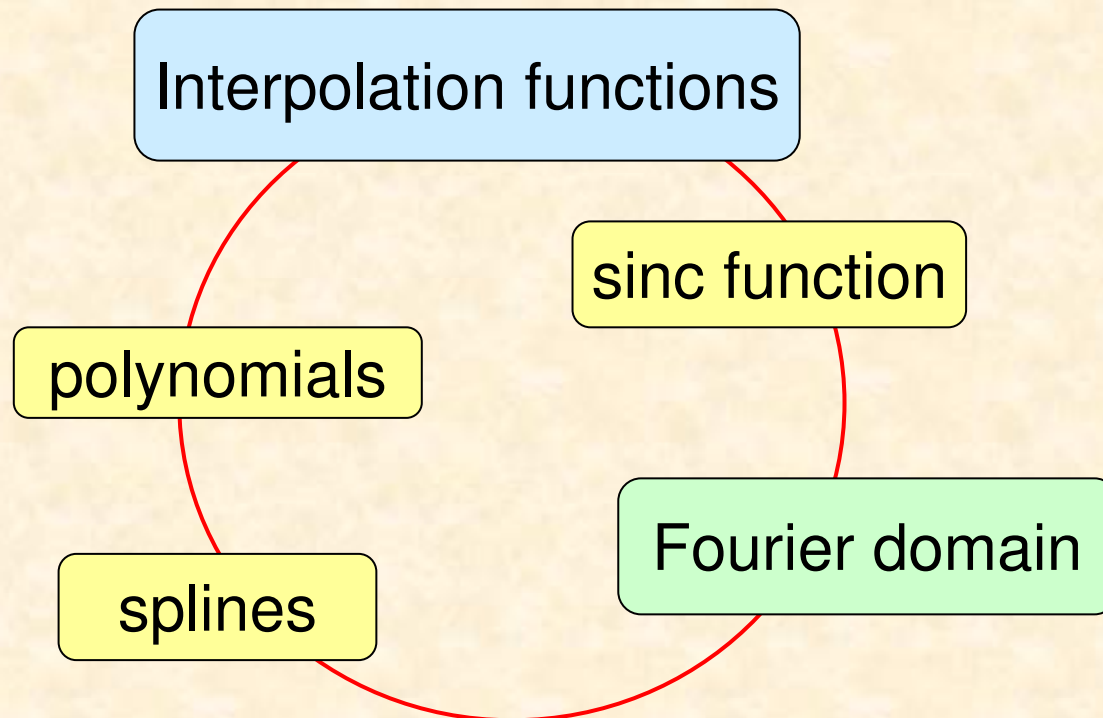 Interpolation functions
sinc function
polynomials
Fourier domain
splines